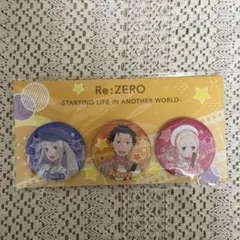 Re:ZERO
-STARTING LIFE IN ANOTHER WORLD-